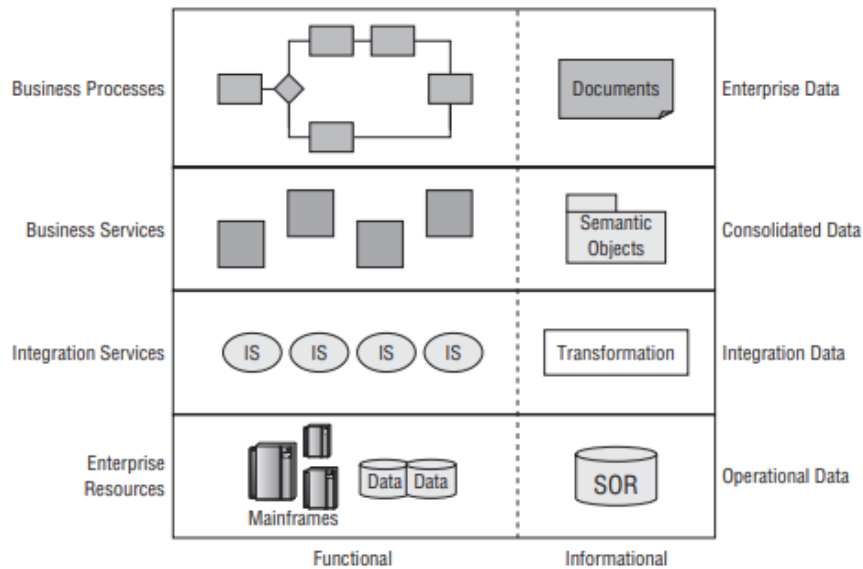 Business Processes
Documents
Enterprise Data
Business Services
Semantic
Objects
Consolidated Data
Integration Services
IS
IS
IS
IS
Transformation
Integration Data
Enterprise
Resources
Mainframes
Data
Data
SOR
Operational Data
Functional
Informational